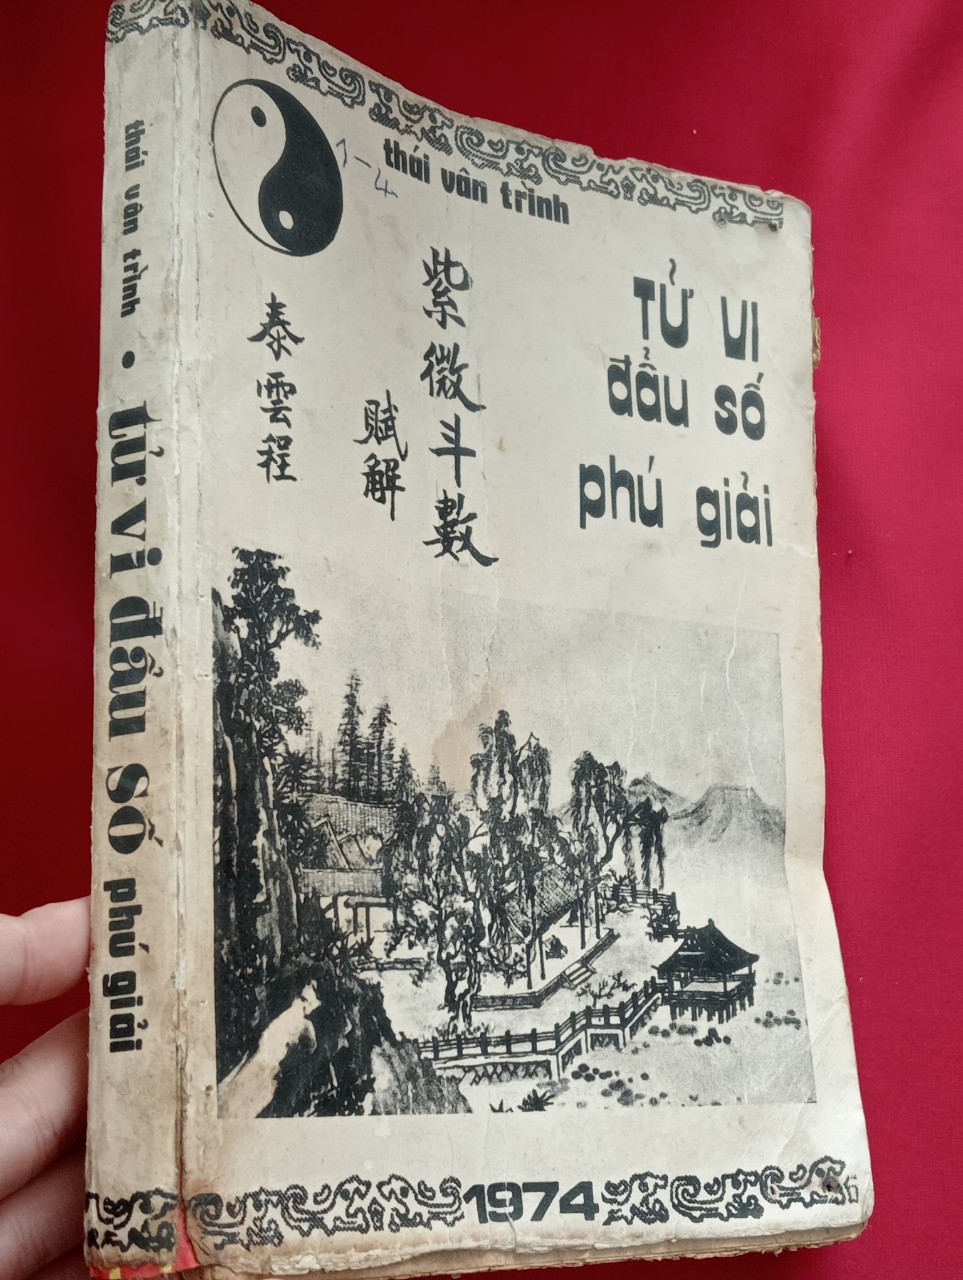 thái vân trình • tử vi đẩu số phú giải
1-4
thái vân trình
TỬ VI
đẩu số
phú giải
紫微斗數
賦解
泰雲程
1974